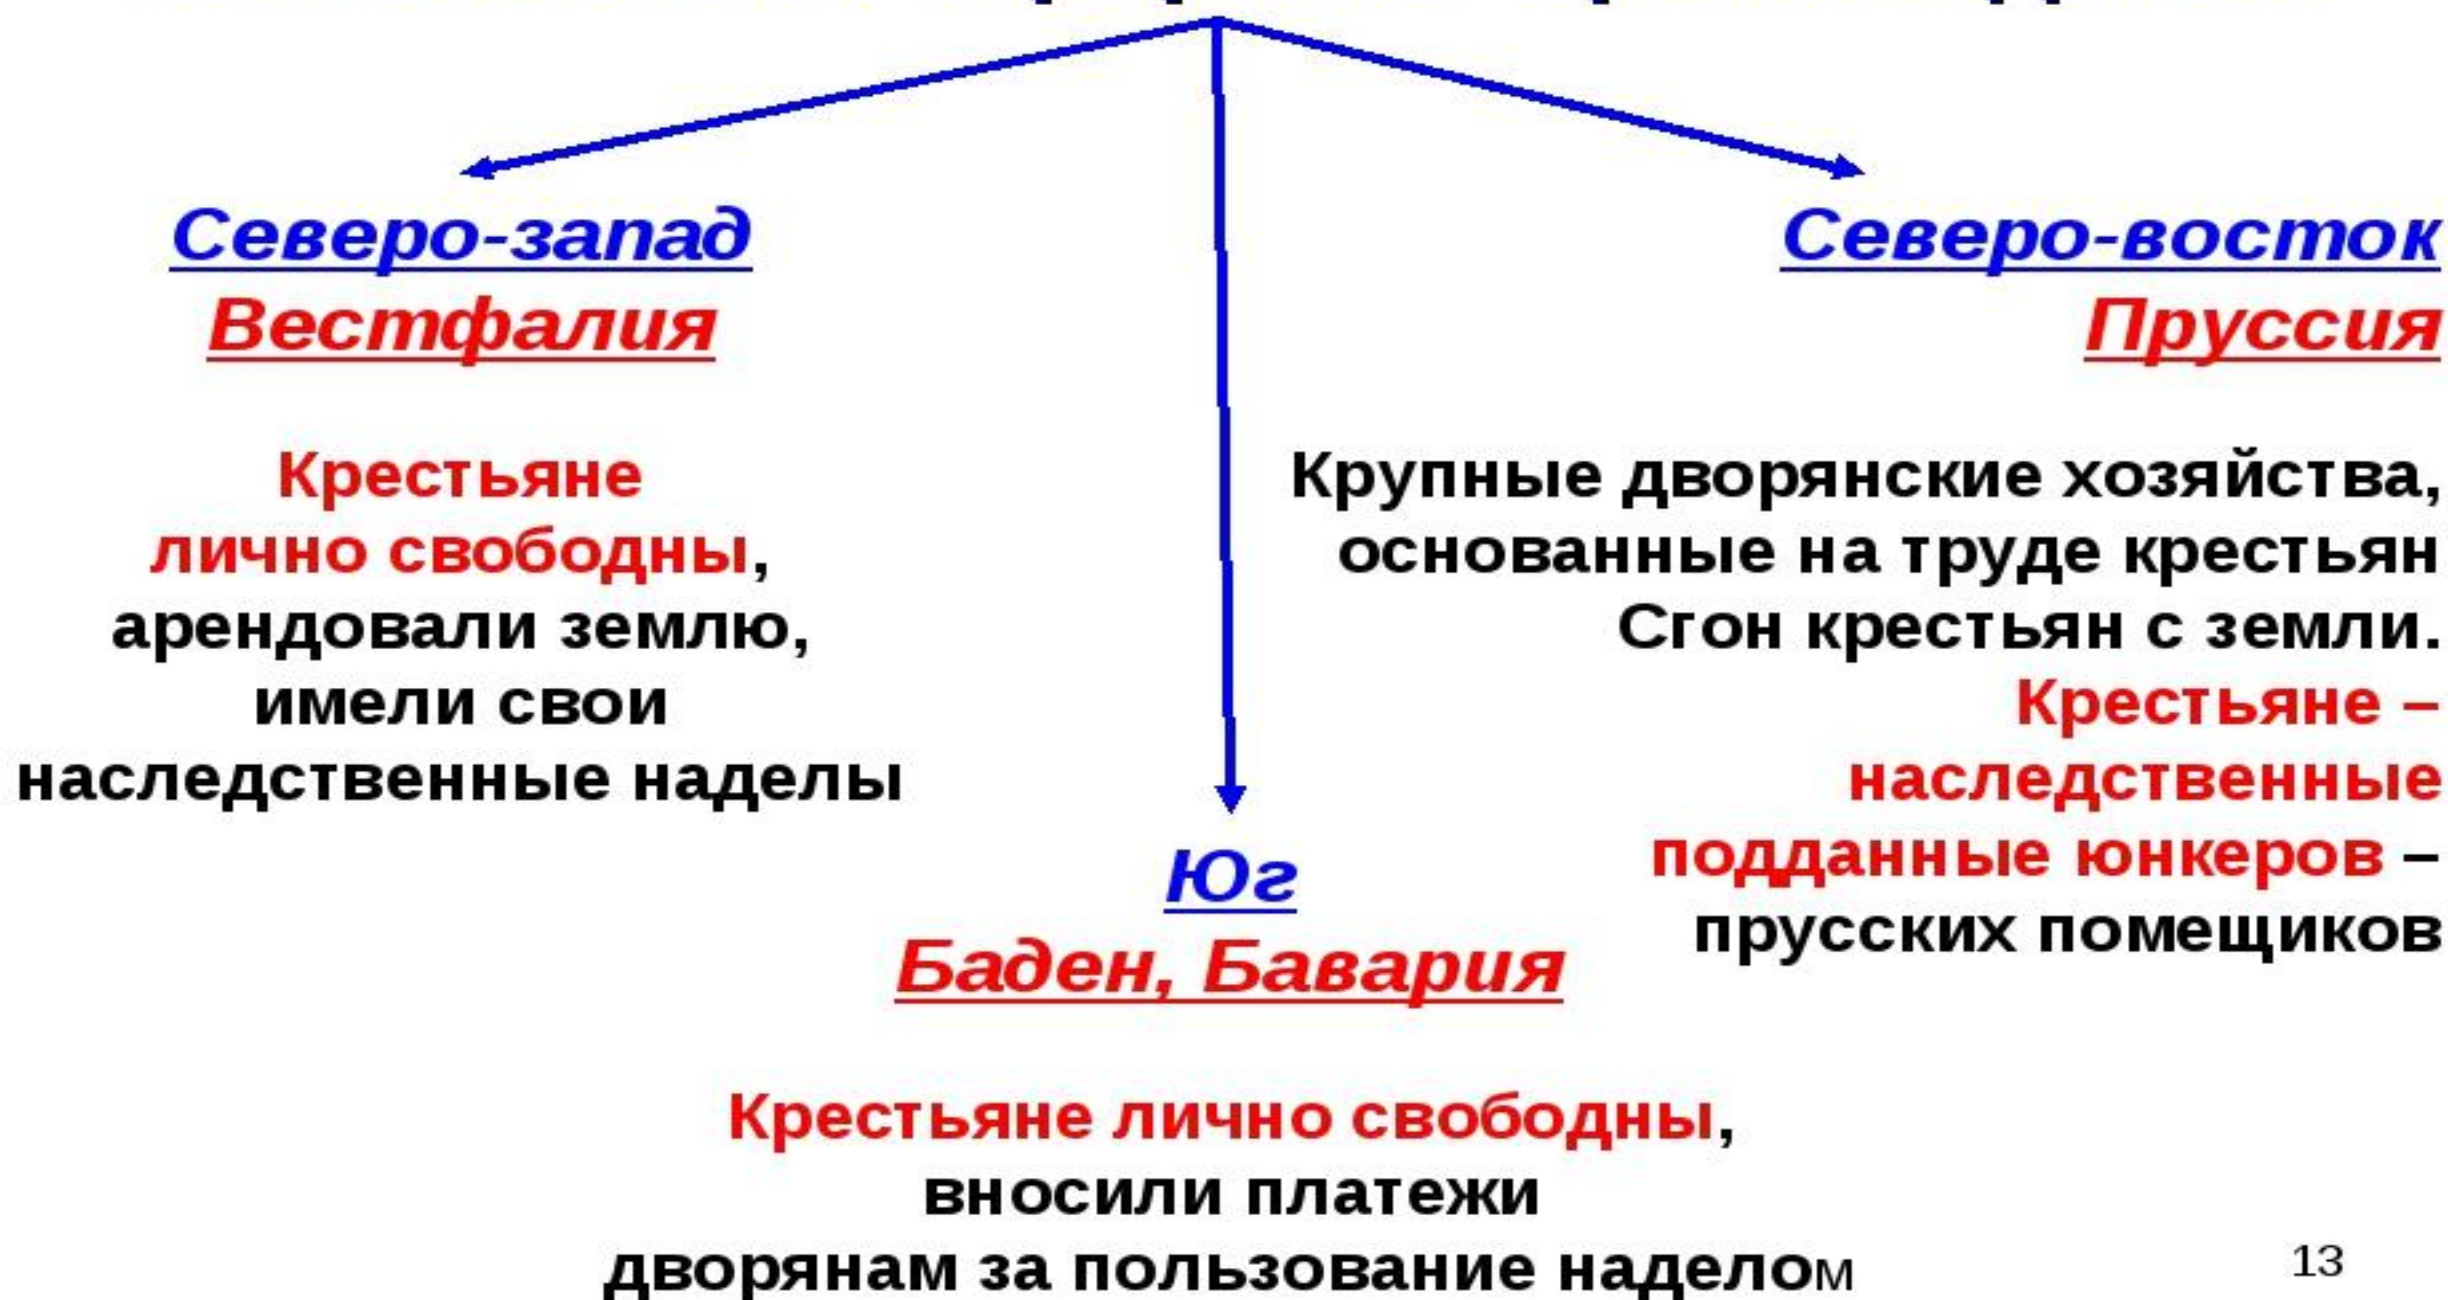 Северо-запад
Вестфалия
Крестьяне
лично свободны,
арендовали землю,
имели свои
наследственные наделы
Северо-восток
Пруссия
Крупные дворянские хозяйства,
основанные на труде крестьян
Сгон крестьян с земли.
Крестьяне –
наследственные
подданные юнкеров –
прусских помещиков
Юг
Баден, Бавария
Крестьяне лично свободны,
вносили платежи
дворянам за пользование наделом
13